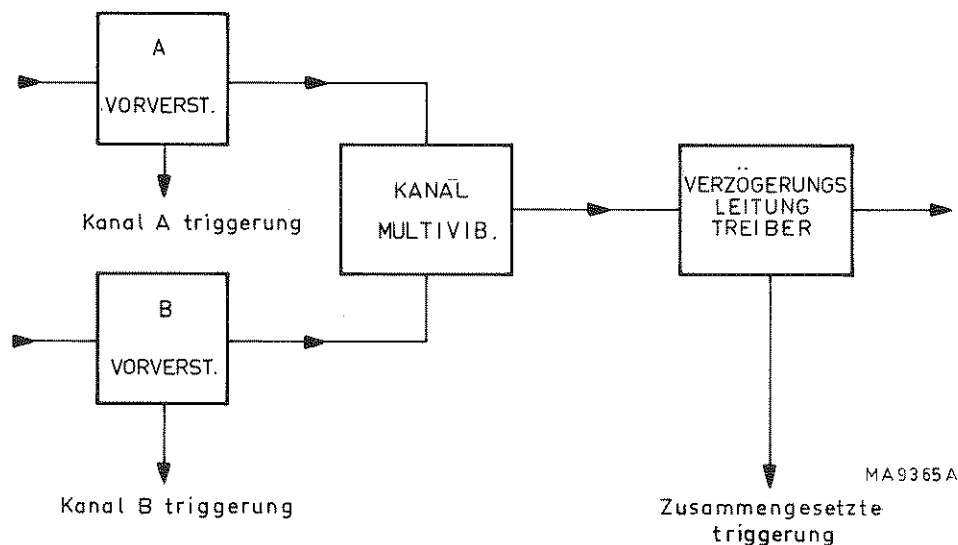 A
VORVERST.
Kanal A triggerung
B
VORVERST.
Kanal B triggerung
KANAL
MULTIVIB.
VERZÖGERUNGS
LEITUNG
TREIBER
Zusammengesetzte
triggerung
MA9365A